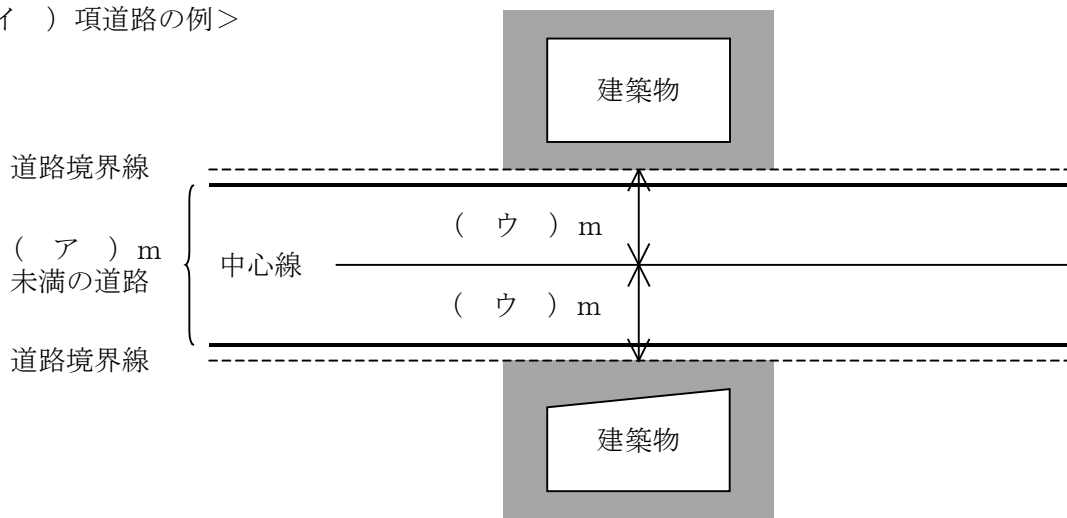 イ ）項道路の例＞
建築物
道路境界線
（ ウ ）m
（ ア ）m
未満の道路
中心線
（ ウ ）m
道路境界線
建築物